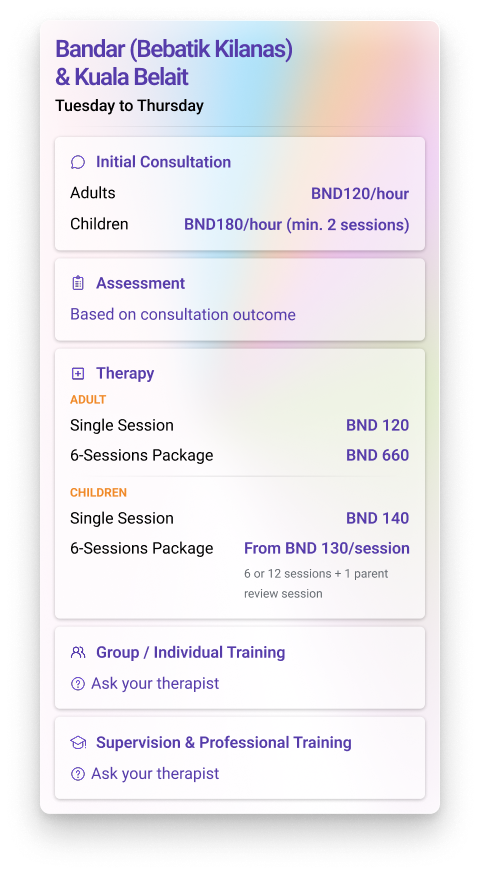 Bandar (Bebatik Kilanas)
& Kuala Belait
Tuesday to Thursday
Initial Consultation
Adults BND120/hour
Children BND180/hour (min. 2 sessions)
Assessment
Based on consultation outcome
Therapy
ADULT
Single Session BND 120
6-Sessions Package BND 660
CHILDREN
Single Session BND 140
6-Sessions Package From BND 130/session
6 or 12 sessions + 1 parent
review session
Group / Individual Training
Ask your therapist
Supervision & Professional Training
Ask your therapist